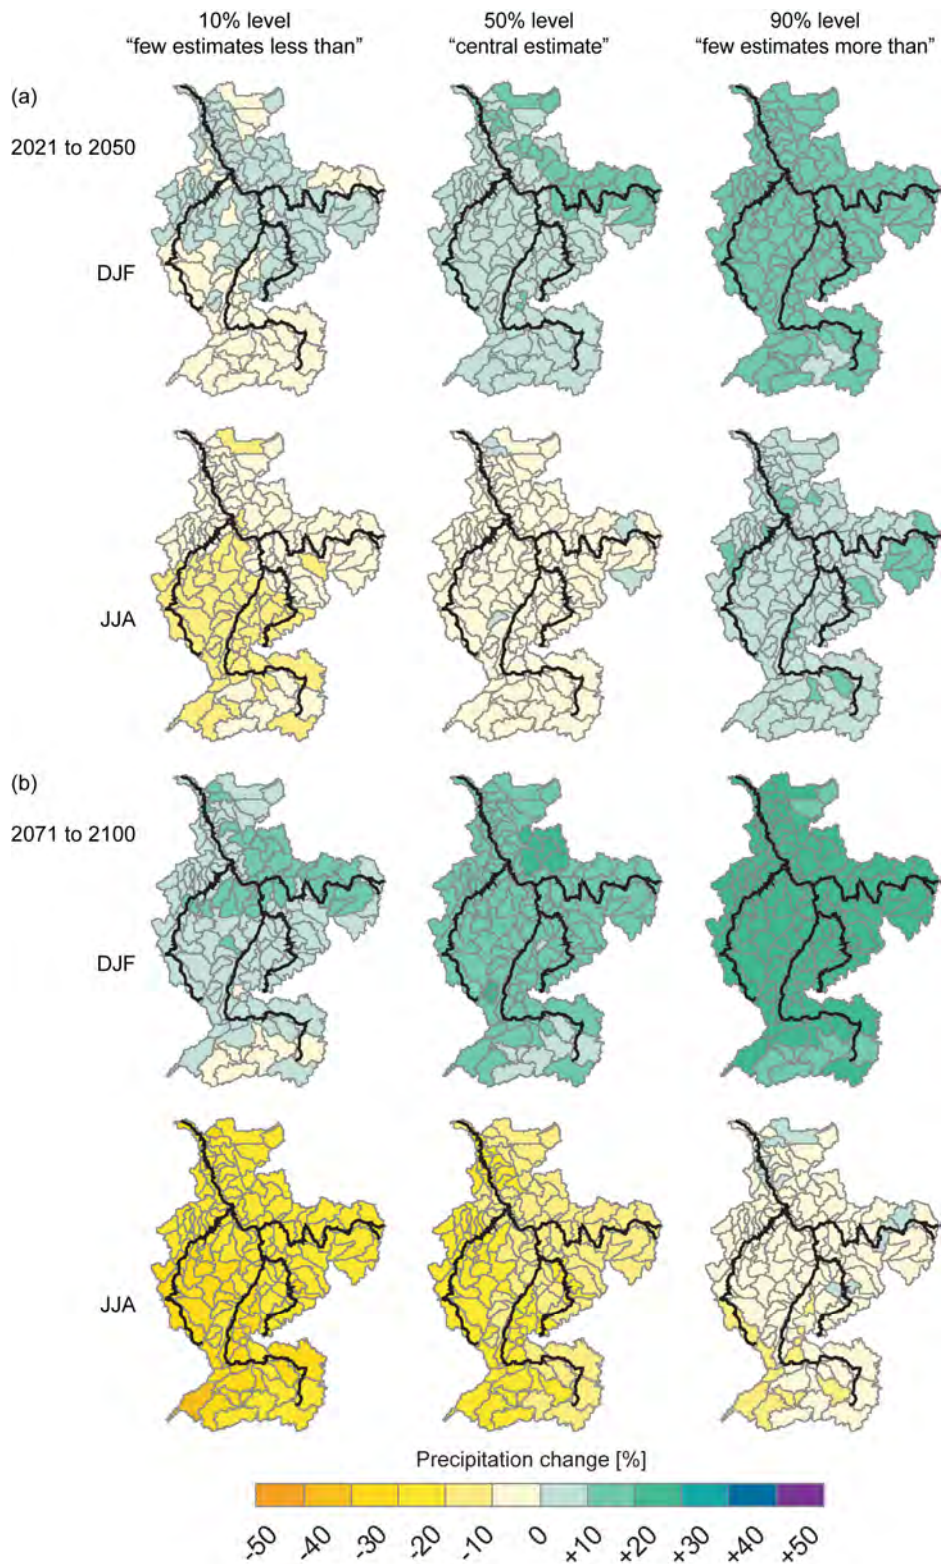 10% level
“few estimates less than”
50% level
“central estimate”
90% level
“few estimates more than”
(a)
2021 to 2050
DJF
JJA
(b)
2071 to 2100
DJF
JJA
Precipitation change [%]
-50 -40 -30 -20 -10 0 +10 +20 +30 +40 +50